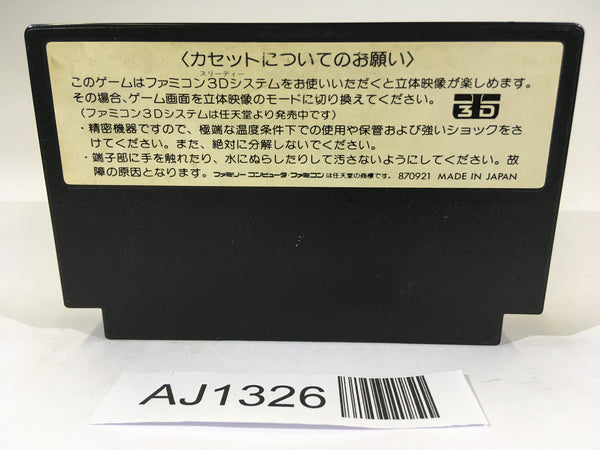 〈カセットについてのお願い〉
スリーディー
このゲームはファミコン3Dシステムをお使いいただくと立体映像が楽しめます。
その場合、ゲーム画面を立体映像のモードに切り換えてください。
(ファミコン3Dシステムは任天堂より発売中です)
3D
・精密機器ですので、極端な温度条件下での使用や保管および強いショックをさ
けてください。また、絶対に分解しないでください。
・端子部に手を触れたり、水にぬらしたりして汚さないようにしてください。故
障の原因となります。 ファミリーコンピュータ・ファミコンは任天堂の商標です。 870921 MADE IN JAPAN
AJ1326